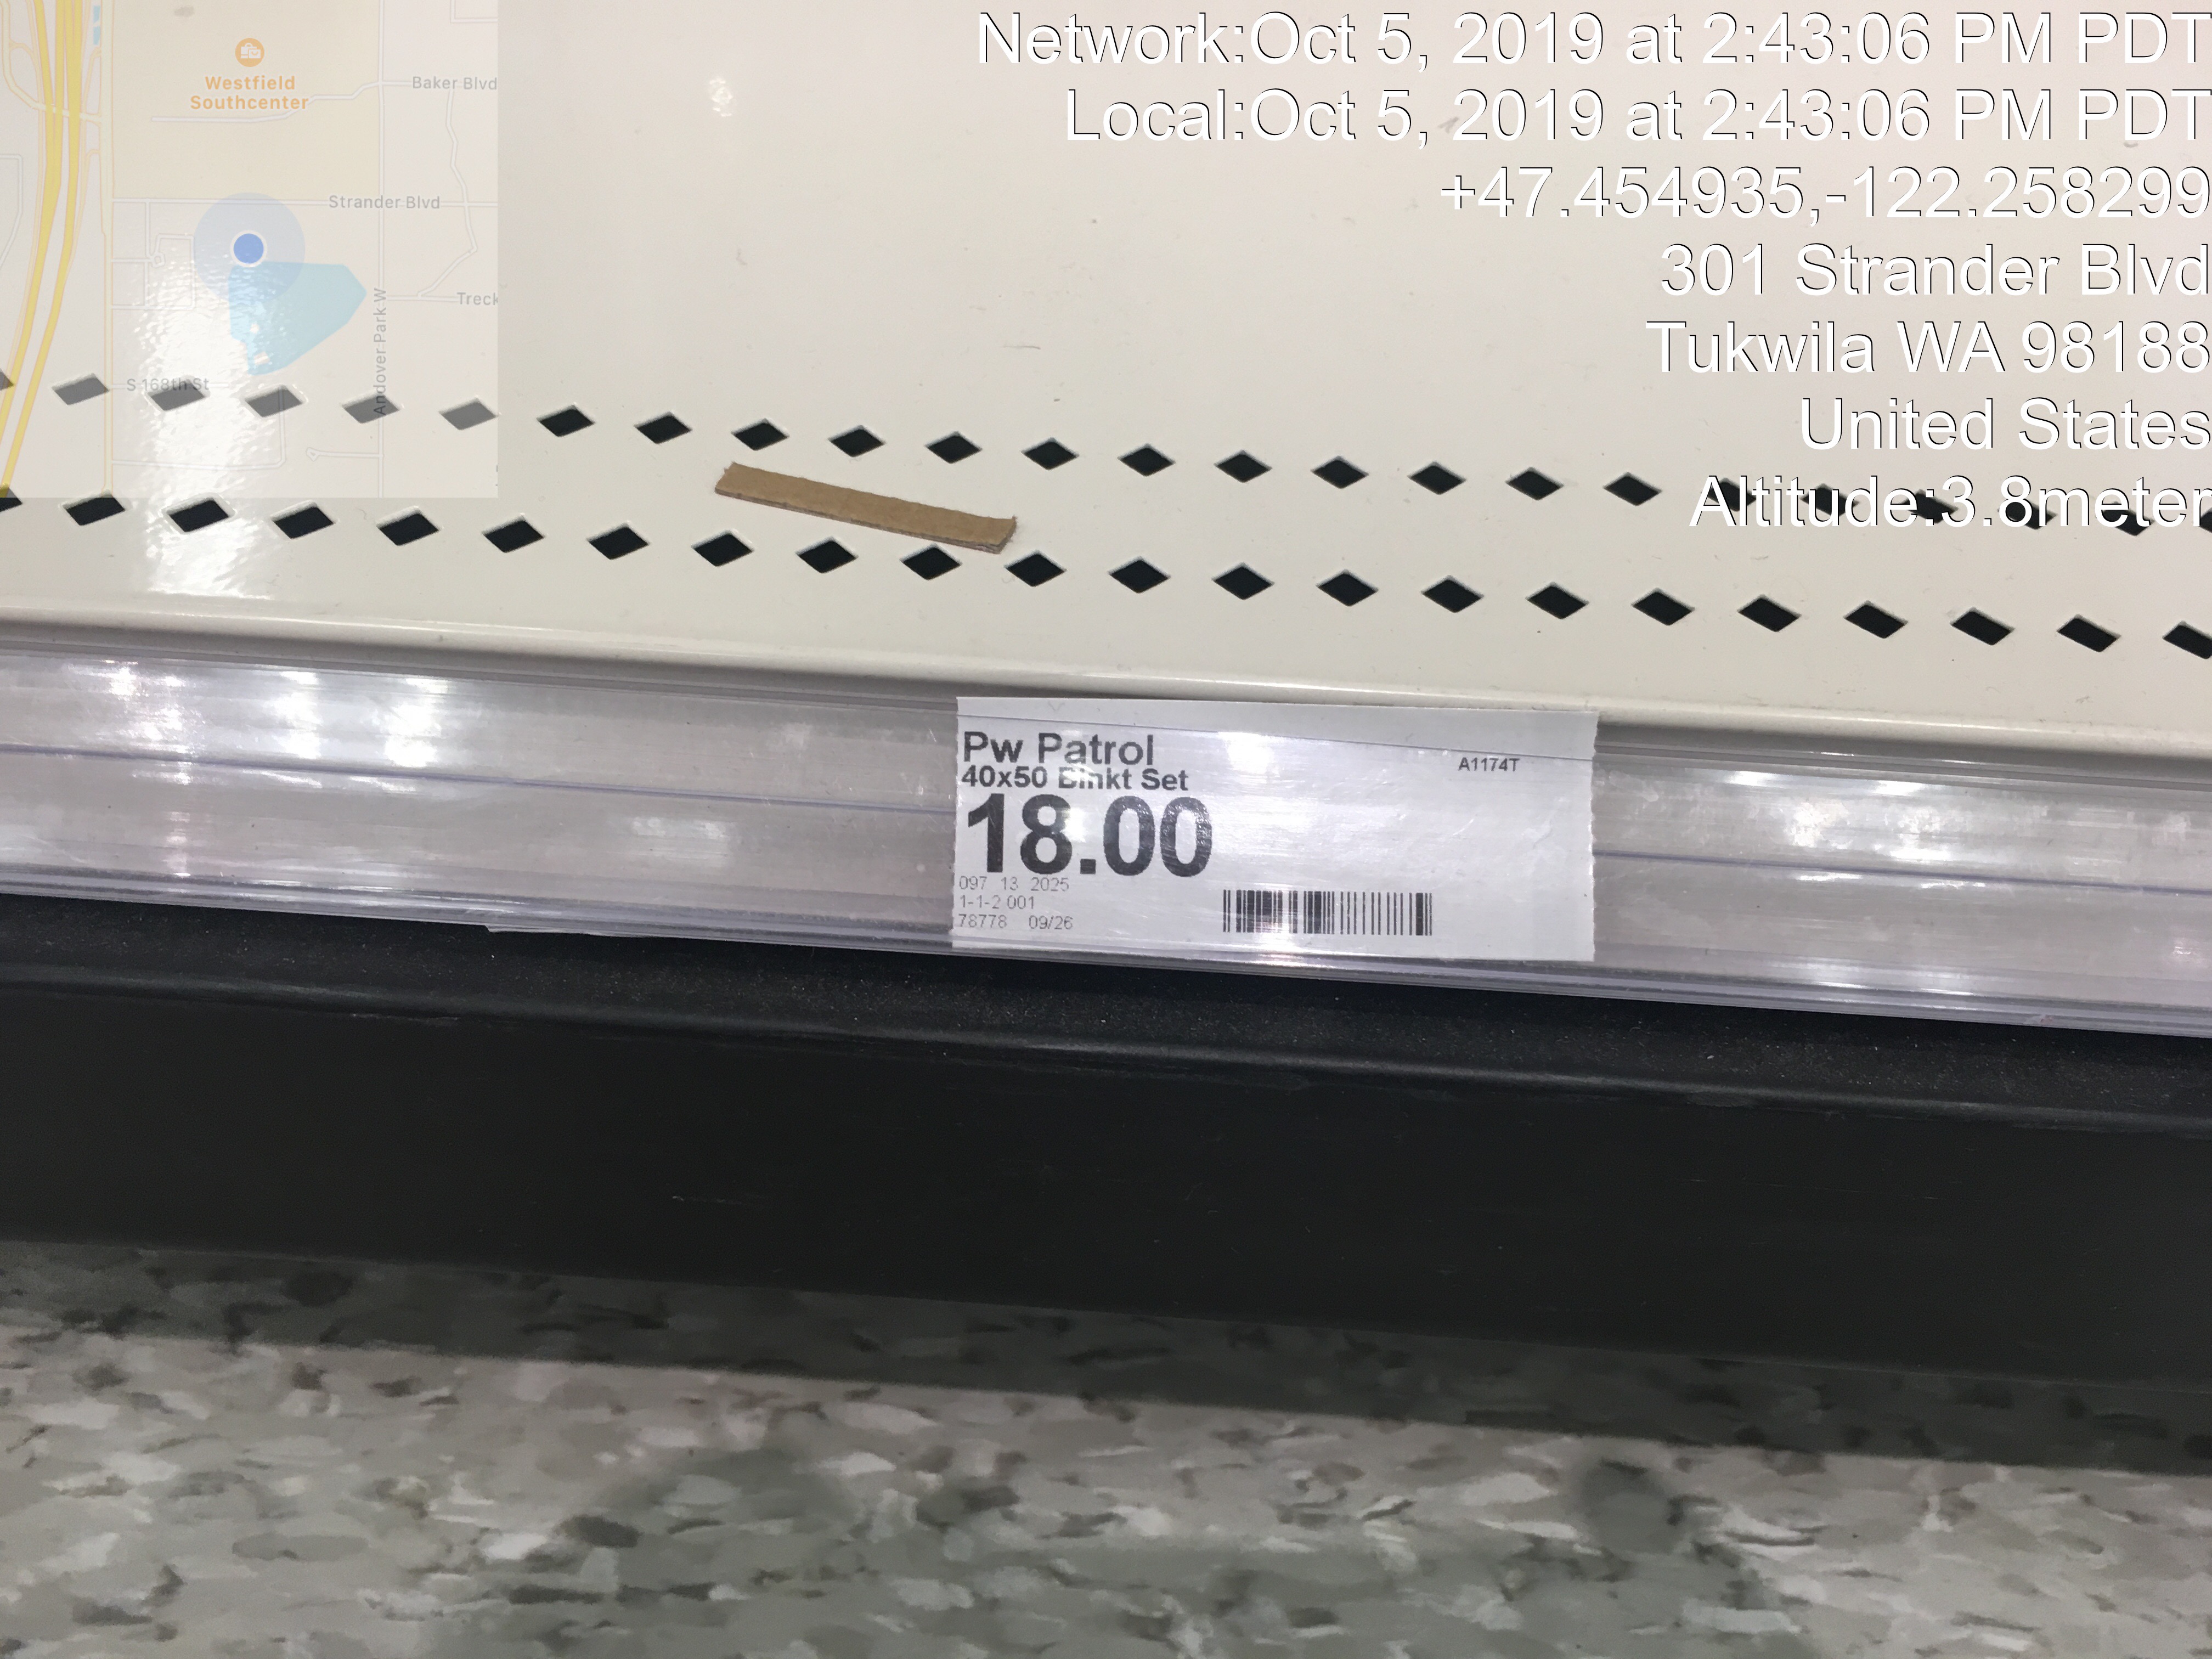 Westfield
Southcenter
Baker Blvd
Strander Blvd
Treck
Andover Park W
S 168th St
Network:Oct 5, 2019 at 2:43:06 PM PDT
Local:Oct 5, 2019 at 2:43:06 PM PDT
+47.454935,-122.258299
301 Strander Blvd
Tukwila WA 98188
United States
Altitude:3.8meter
Pw Patrol
40x50 Blnkt Set
A1174T
18.00
097 13 2025
1-1-2 001
78778 09/26